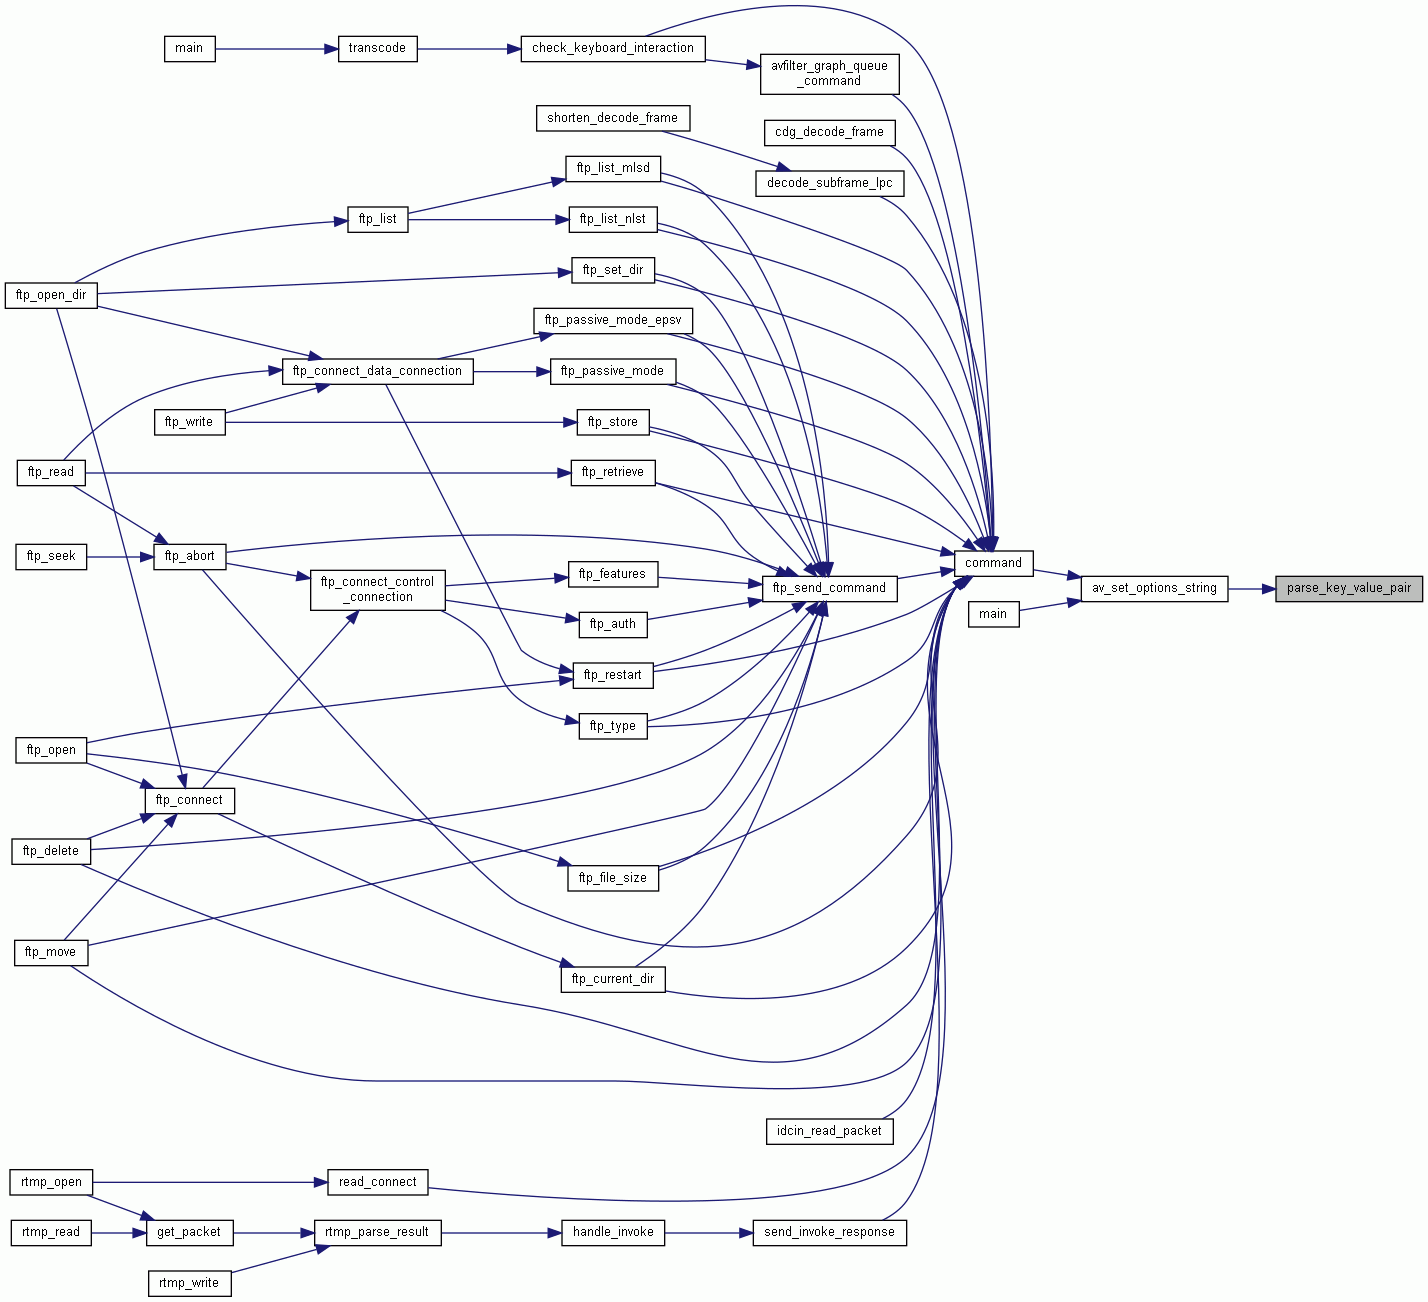 main
transcode
check_keyboard_interaction
avfilter_graph_queue
_command
shorten_decode_frame
cdg_decode_frame
ftp_list_mlsd
decode_subframe_lpc
ftp_list
ftp_list_nlst
ftp_set_dir
ftp_open_dir
ftp_passive_mode_epsv
ftp_connect_data_connection
ftp_passive_mode
ftp_write
ftp_store
ftp_read
ftp_retrieve
ftp_seek
ftp_abort
command
ftp_connect_control
_connection
ftp_features
ftp_send_command
av_set_options_string
parse_key_value_pair
main
ftp_auth
ftp_restart
ftp_type
ftp_open
ftp_connect
ftp_delete
ftp_file_size
ftp_move
ftp_current_dir
idcin_read_packet
rtmp_open
read_connect
rtmp_read
get_packet
rtmp_parse_result
handle_invoke
send_invoke_response
rtmp_write